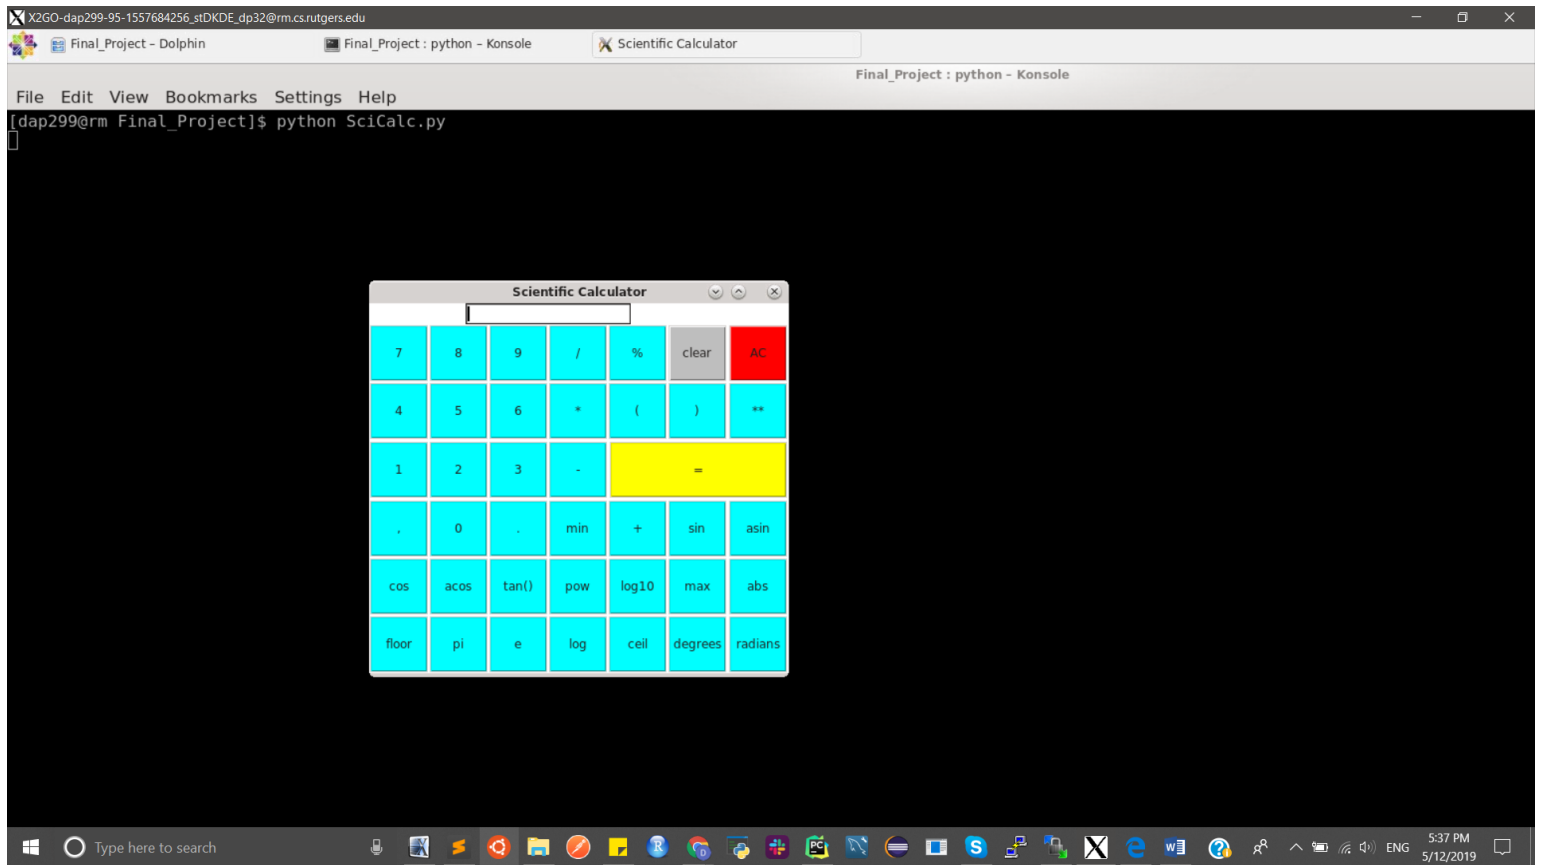 X2GO-dap299-95-1557684256_stDKDE_dp32@rm.cs.rutgers.edu
Final_Project – Dolphin Final_Project : python – Konsole Scientific Calculator
Final_Project : python – Konsole
File Edit View Bookmarks Settings Help
[dap299@rm Final_Project]$ python SciCalc.py
Scientific Calculator
7 8 9 / % clear AC
4 5 6 * ( ) **
1 2 3 - =
, 0 . min + sin asin
cos acos tan() pow log10 max abs
floor pi e log ceil degrees radians
Type here to search
ENG
5:37 PM
5/12/2019